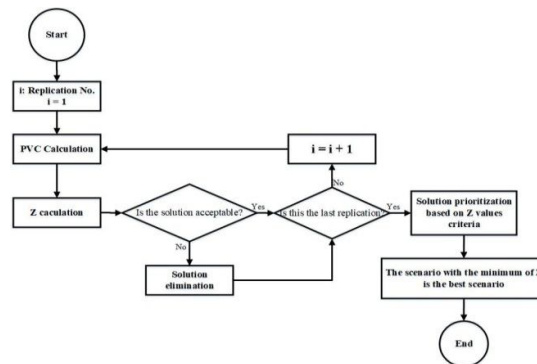 Start
i: Replication No.
i = 1
PVC Calculation
i = i + 1
Z caculation
Is the solution acceptable?
Yes
No
Is this the last replication?
No
Yes
Solution prioritization
based on Z values
criteria
Solution
elimination
The scenario with the minimum of
is the best scenario
End